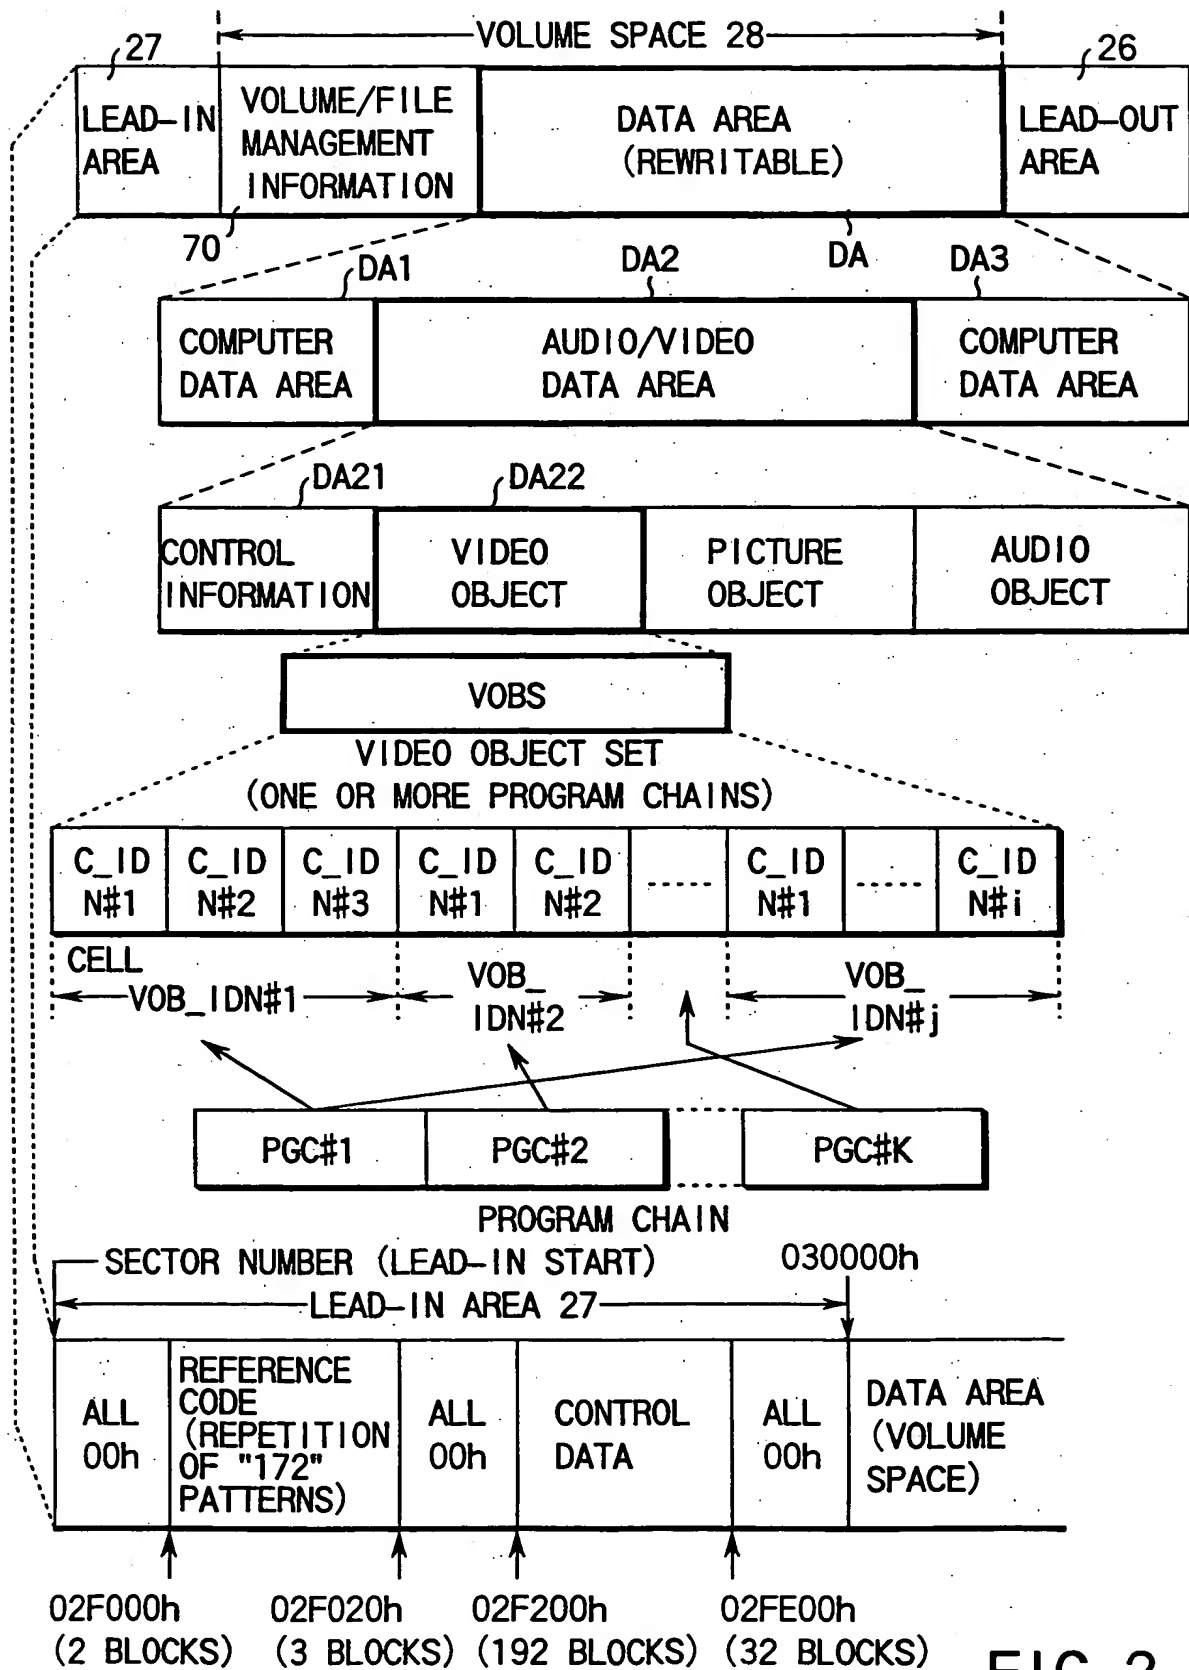 VOLUME SPACE 28
27
26
LEAD-IN
AREA
VOLUME/FILE
MANAGEMENT
INFORMATION
DATA AREA
(REWRITABLE)
LEAD-OUT
AREA
70
DA
DA1
DA2
DA3
COMPUTER
DATA AREA
AUDIO/VIDEO
DATA AREA
COMPUTER
DATA AREA
DA21
DA22
CONTROL
INFORMATION
VIDEO
OBJECT
PICTURE
OBJECT
AUDIO
OBJECT
VOBS
VIDEO OBJECT SET
(ONE OR MORE PROGRAM CHAINS)
C_ID
N#1
C_ID
N#2
C_ID
N#3
C_ID
N#1
C_ID
N#2
C_ID
N#1
C_ID
N#i
CELL
VOB_IDN#1
VOB_
IDN#2
VOB_
IDN#j
PGC#1
PGC#2
PGC#K
PROGRAM CHAIN
SECTOR NUMBER (LEAD-IN START)
030000h
LEAD-IN AREA 27
ALL
00h
REFERENCE
CODE
(REPETITION
OF "172"
PATTERNS)
ALL
00h
CONTROL
DATA
ALL
00h
DATA AREA
(VOLUME
SPACE)
02F000h
(2 BLOCKS)
02F020h
(3 BLOCKS)
02F200h
(192 BLOCKS)
02FE00h
(32 BLOCKS)
FIG.2